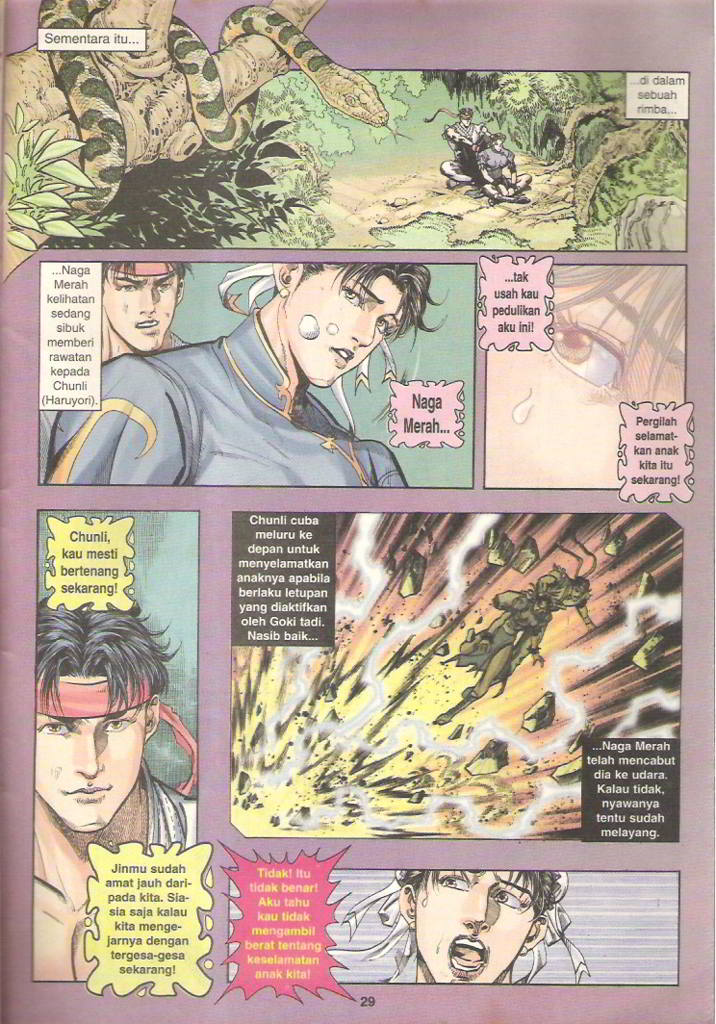 Sementara itu...
...di dalam
sebuah
rimba...
...Naga
Merah
kelihatan
sedang
sibuk
memberi
rawatan
kepada
Chunli
(Haruyori).
Naga
Merah...
...tak
usah kau
pedulikan
aku ini!
Pergilah
selamat-
kan anak
kita itu
sekarang!
Chunli,
kau mesti
bertenang
sekarang!
Chunli cuba
meluru ke
depan untuk
menyelamatkan
anaknya apabila
berlaku letupan
yang diaktifkan
oleh Goki tadi.
Nasib baik...
...Naga Merah
telah mencabut
dia ke udara.
Kalau tidak,
nyawanya
tentu sudah
melayang.
Jinmu sudah
amat jauh dari-
pada kita. Sia-
sia saja kalau
kita menge-
jarnya dengan
tergesa-gesa
sekarang!
Tidak! Itu
tidak benar!
Aku tahu
kau tidak
mengambil
berat tentang
keselamatan
anak kita!
29